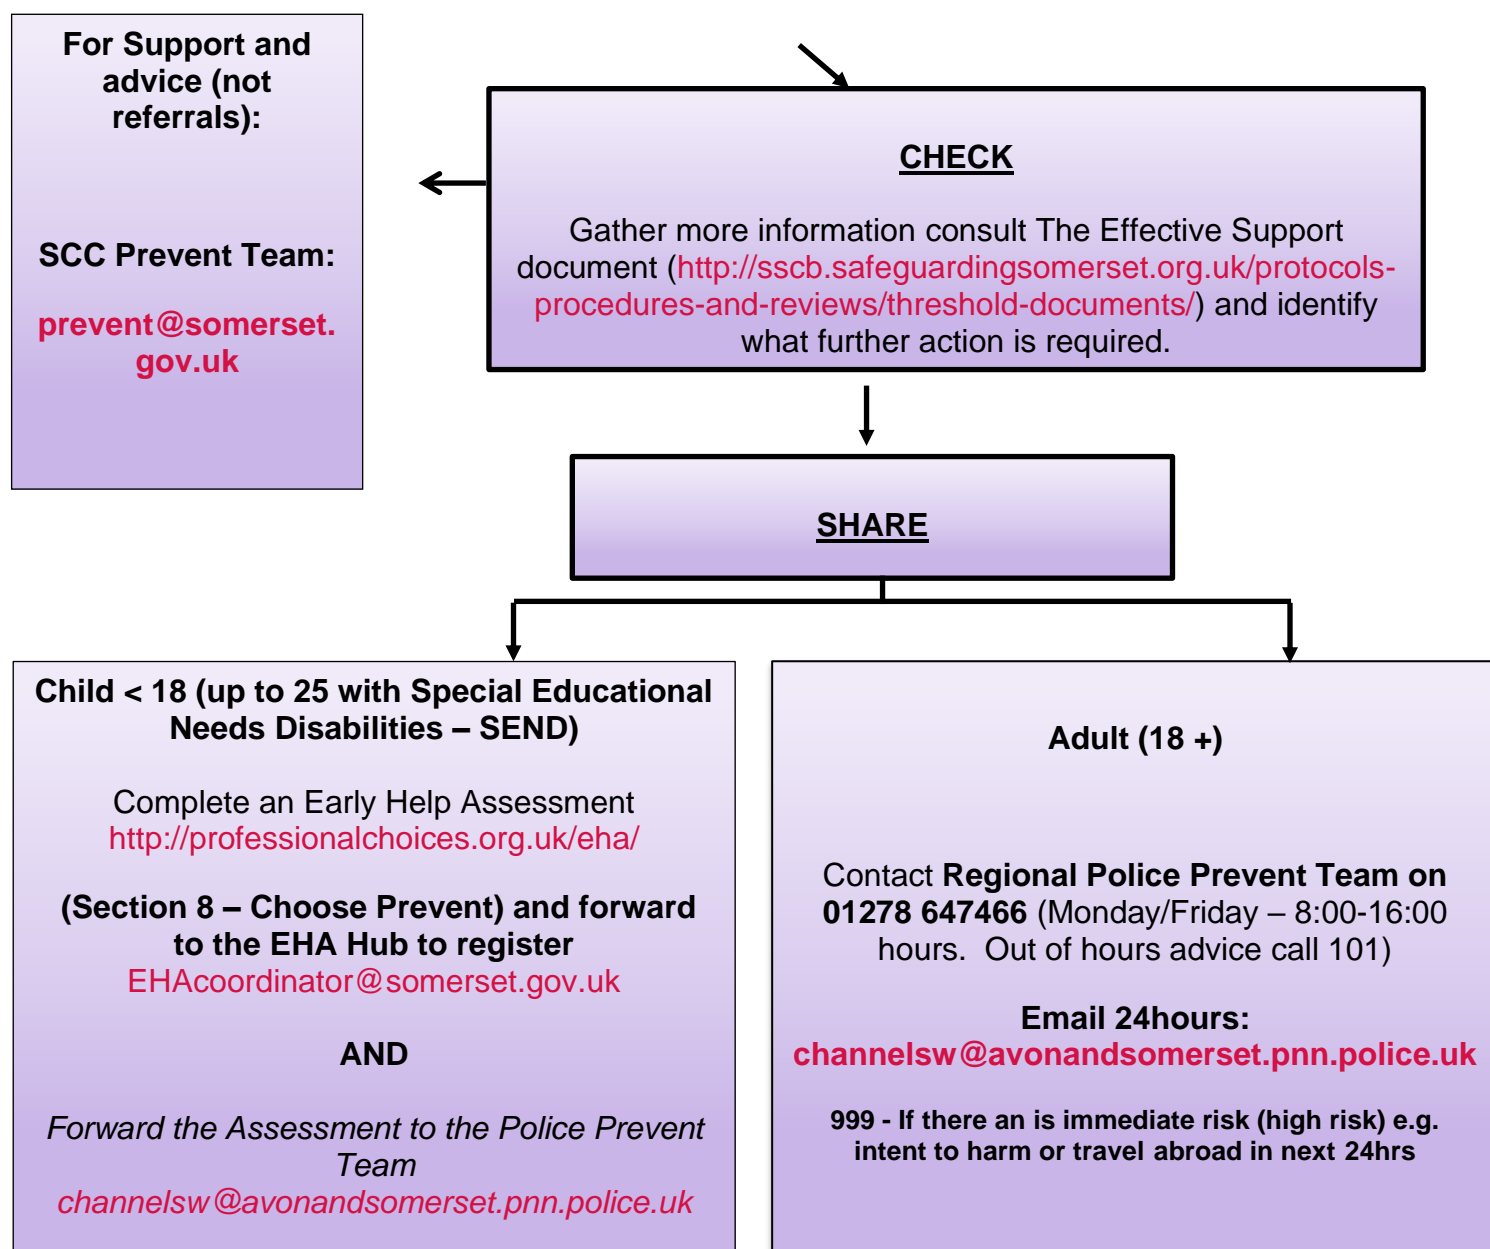 For Support and
advice (not
referrals):
SCC Prevent Team:
prevent@somerset.
gov.uk
CHECK
Gather more information consult The Effective Support
document (http://sscb.safeguardingsomerset.org.uk/protocols-
procedures-and-reviews/threshold-documents/) and identify
what further action is required.
SHARE
Child < 18 (up to 25 with Special Educational
Needs Disabilities – SEND)
Complete an Early Help Assessment
http://professionalchoices.org.uk/eha/
(Section 8 – Choose Prevent) and forward
to the EHA Hub to register
EHAcoordinator@somerset.gov.uk
AND
Forward the Assessment to the Police Prevent
Team
channelsw@avonandsomerset.pnn.police.uk
Adult (18 +)
Contact Regional Police Prevent Team on
01278 647466 (Monday/Friday – 8:00-16:00
hours.  Out of hours advice call 101)
Email 24hours:
channelsw@avonandsomerset.pnn.police.uk
999 - If there an is immediate risk (high risk) e.g.
intent to harm or travel abroad in next 24hrs